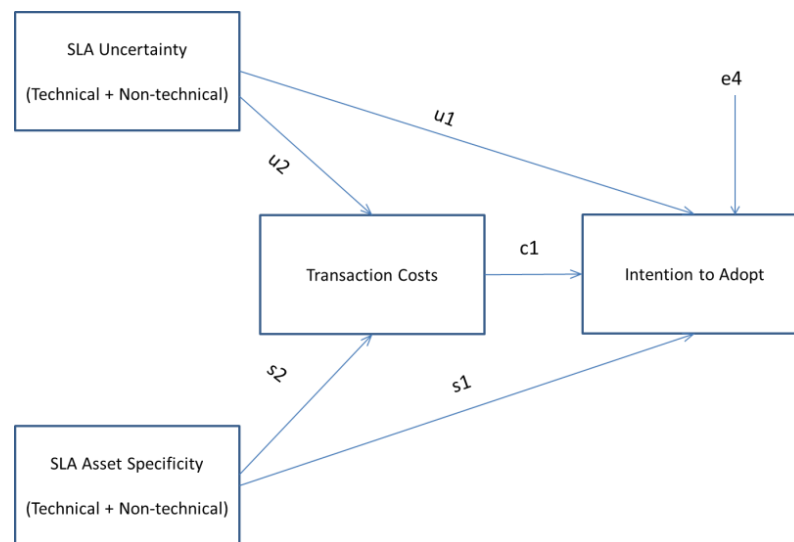 SLA Uncertainty
(Technical + Non-technical)
e4
u1
u2
c1
Transaction Costs
Intention to Adopt
s2
s1
SLA Asset Specificity
(Technical + Non-technical)